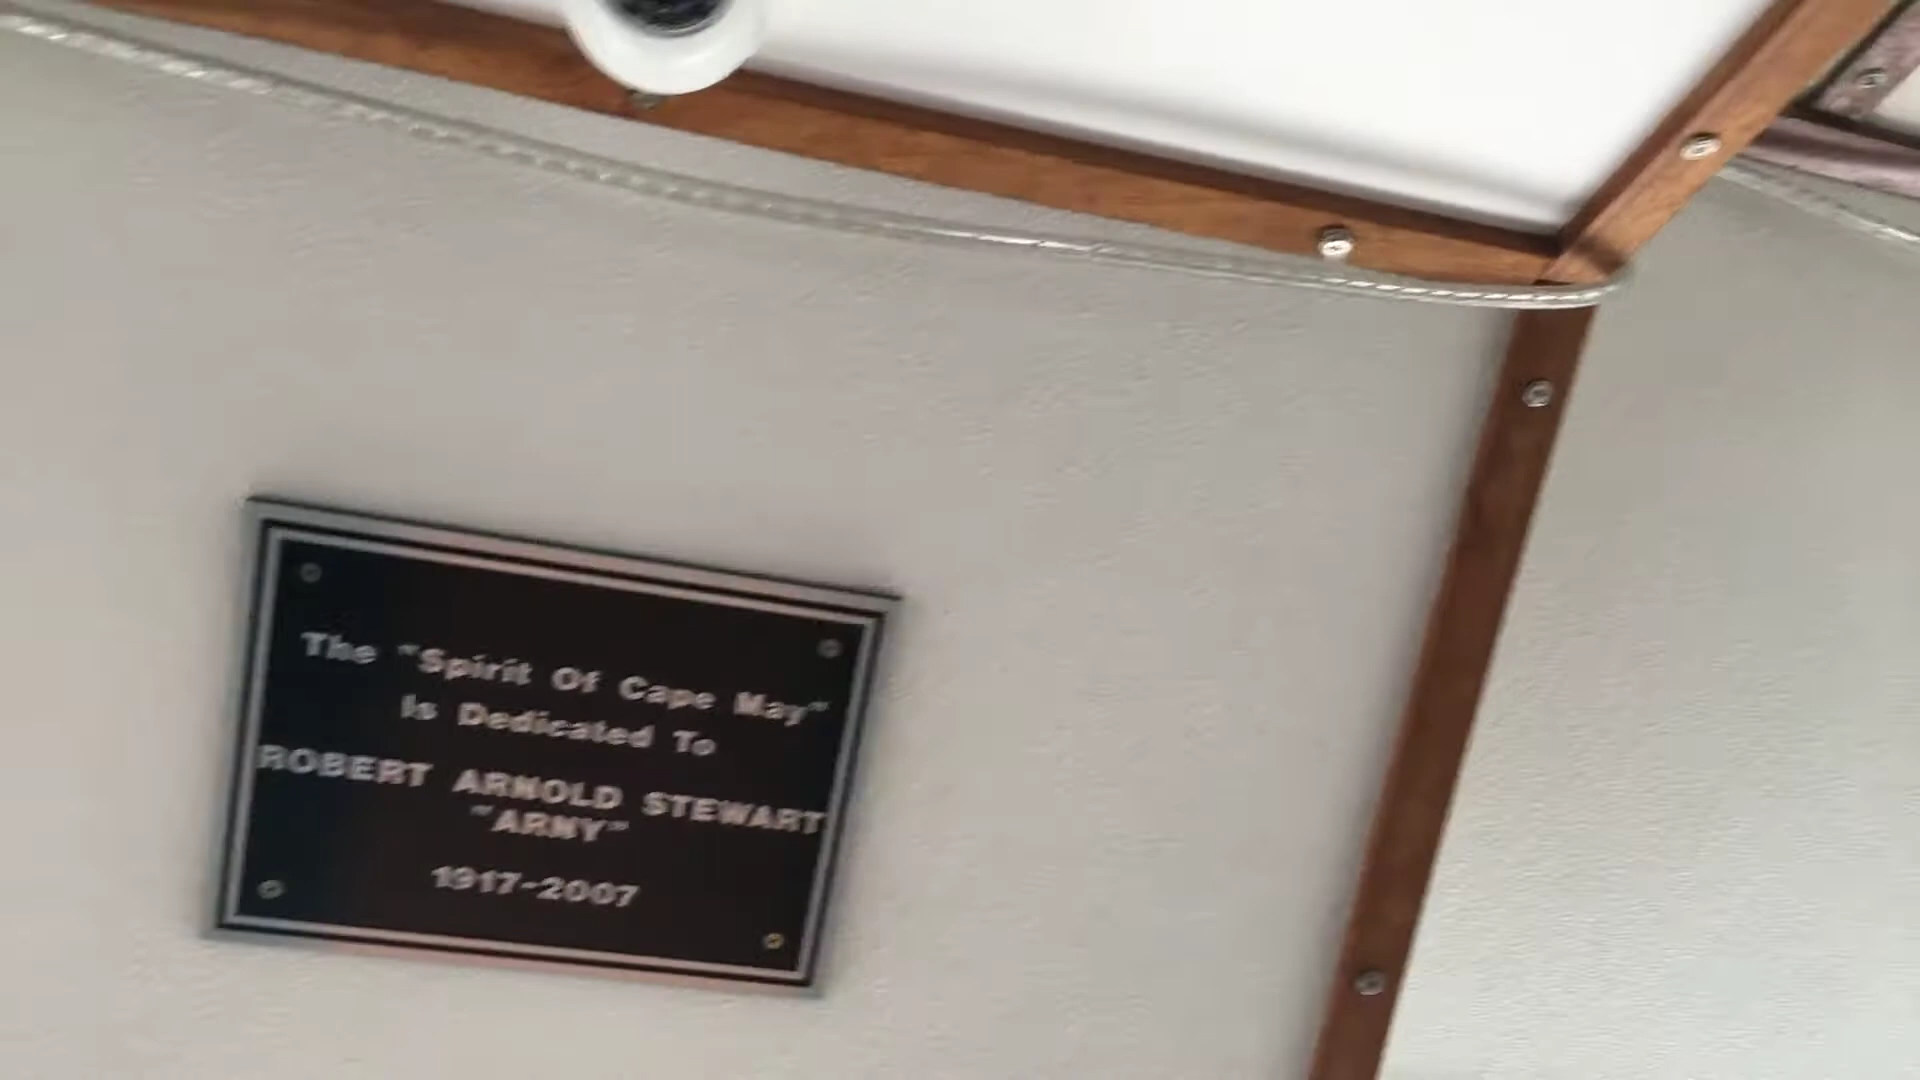 The "Spirit Of Cape May"
Is Dedicated To
ROBERT ARNOLD STEWART
"ARNY"
1917-2007